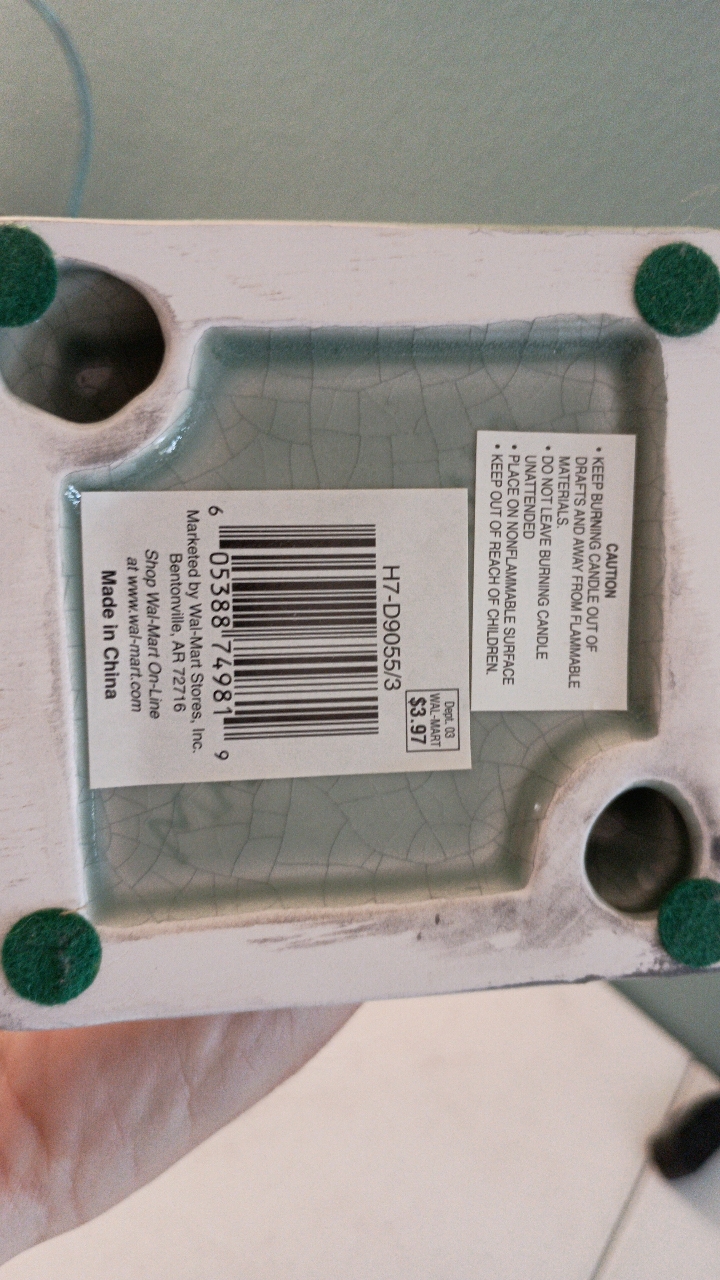 CAUTION
• KEEP BURNING CANDLE OUT OF
DRAFTS AND AWAY FROM FLAMMABLE
MATERIALS.
• DO NOT LEAVE BURNING CANDLE
UNATTENDED
• PLACE ON NONFLAMMABLE SURFACE
• KEEP OUT OF REACH OF CHILDREN.
Dept. 03
WAL-MART
$3.97
H7-D9055/3
6 05388 74981 9
Marketed by Wal-Mart Stores, Inc.
Bentonville, AR 72716
Shop Wal-Mart On-Line
at www.wal-mart.com
Made in China